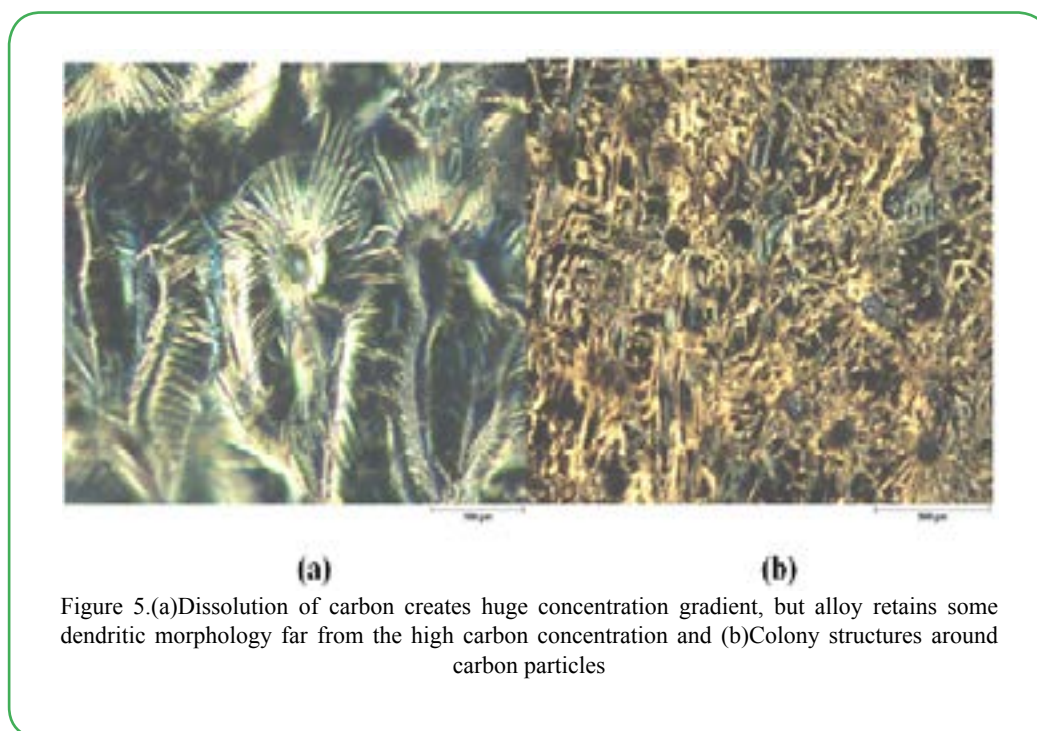 (a)
(b)
Figure 5.(a)Dissolution of carbon creates huge concentration gradient, but alloy retains some
dendritic morphology far from the high carbon concentration and (b)Colony structures around
carbon particles